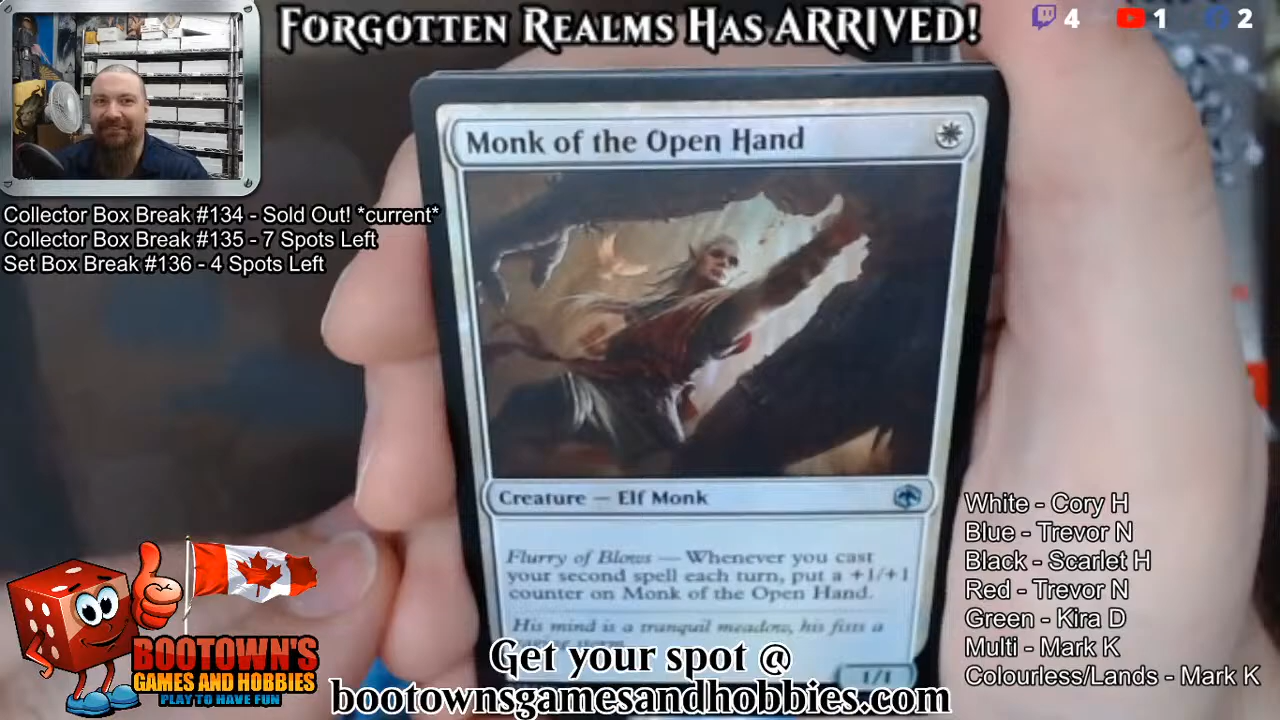 FORGOTTEN REALMS HAS ARRIVED!
4 1 2
Monk of the Open Hand
Collector Box Break #134 - Sold Out! *current*
Collector Box Break #135 - 7 Spots Left
Set Box Break #136 - 4 Spots Left
Creature — Elf Monk
Flurry of Blows — Whenever you cast
your second spell each turn, put a +1/+1
counter on Monk of the Open Hand.
His mind is a tranquil meadow, his fists a
1/1
White - Cory H
Blue - Trevor N
Black - Scarlet H
Red - Trevor N
Green - Kira D
Multi - Mark K
Colourless/Lands - Mark K
BOOTOWN'S
GAMES AND HOBBIES
PLAY TO HAVE FUN
Get your spot @
bootownsgamesandhobbies.com